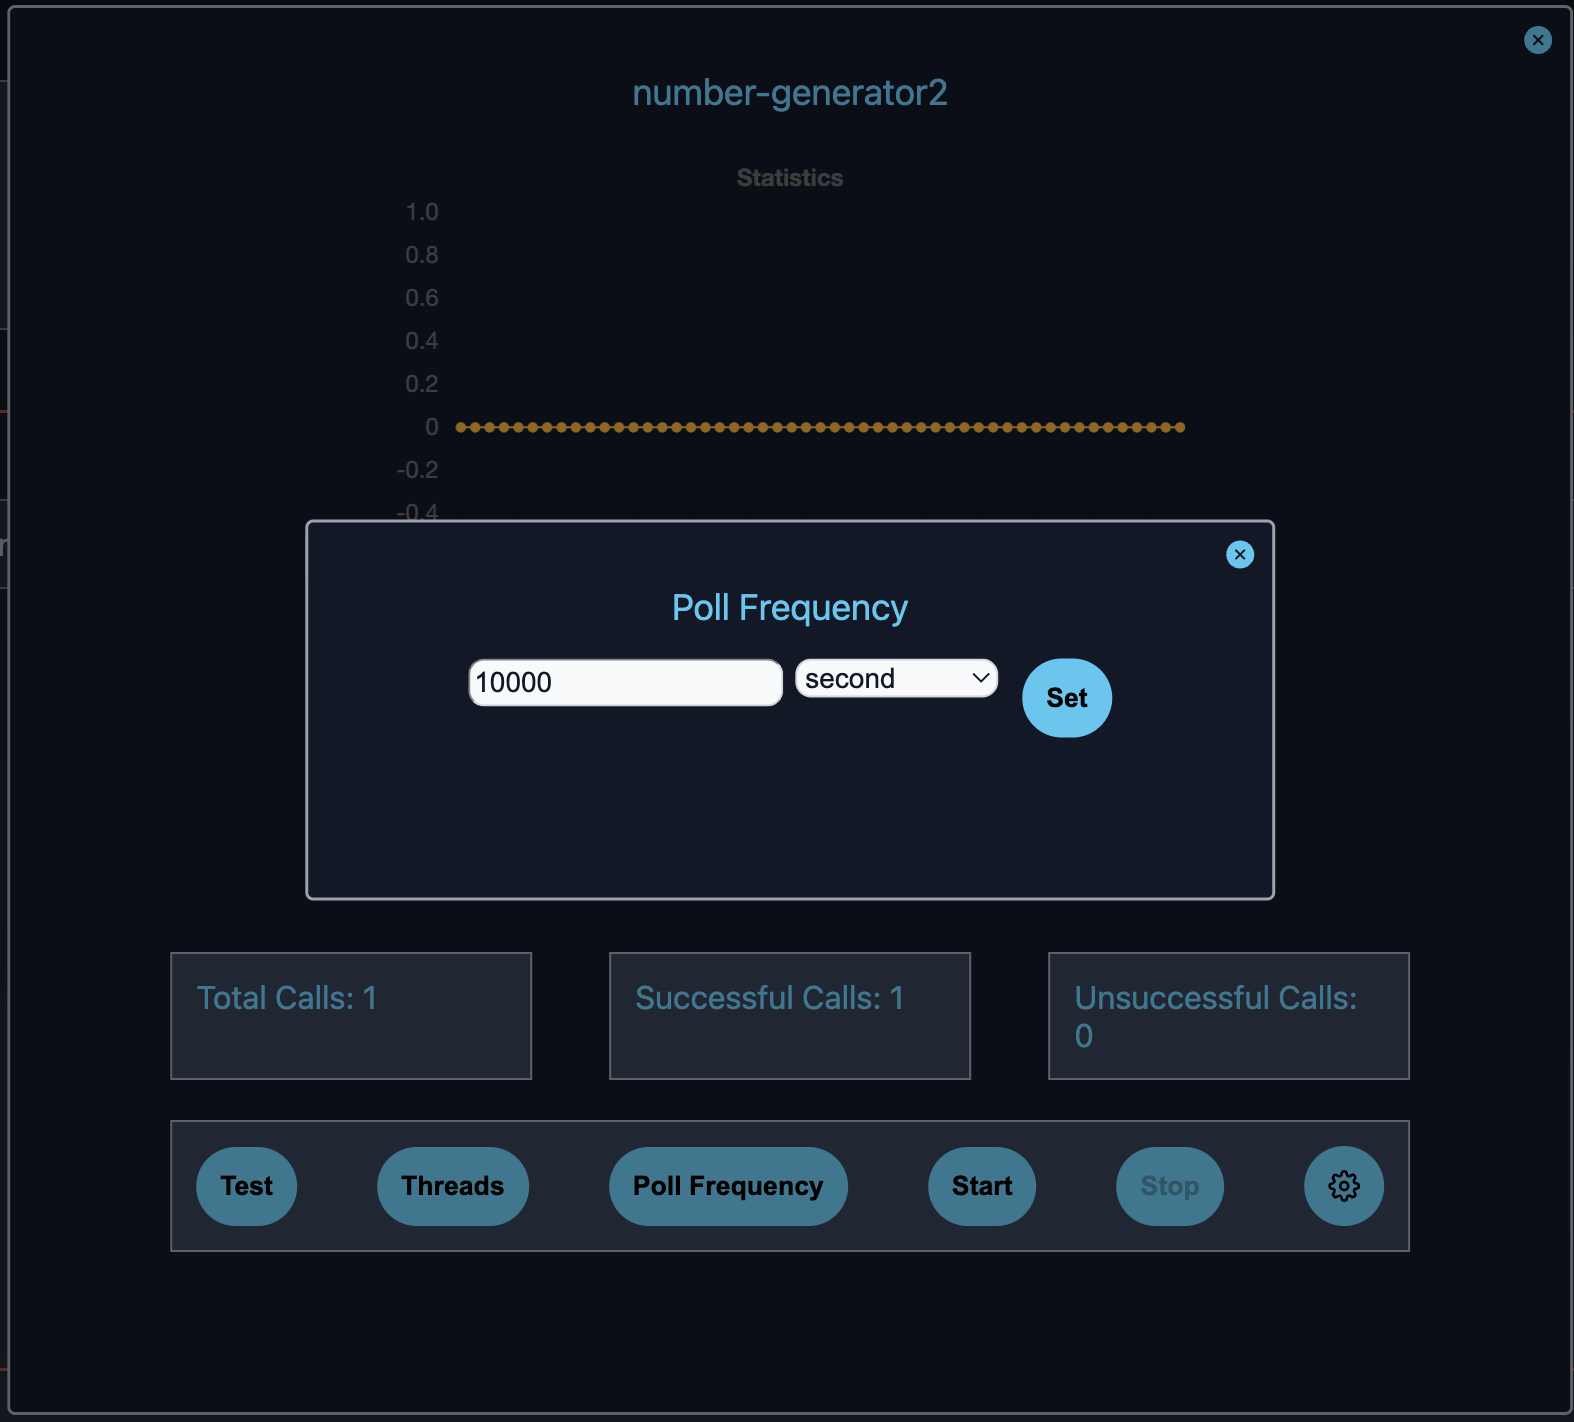 number-generator2
Statistics
1.0
0.8
0.6
0.4
0.2
0
-0.2
-0.4
Poll Frequency
10000
second
Set
Total Calls: 1
Successful Calls: 1
Unsuccessful Calls:
0
Test
Threads
Poll Frequency
Start
Stop